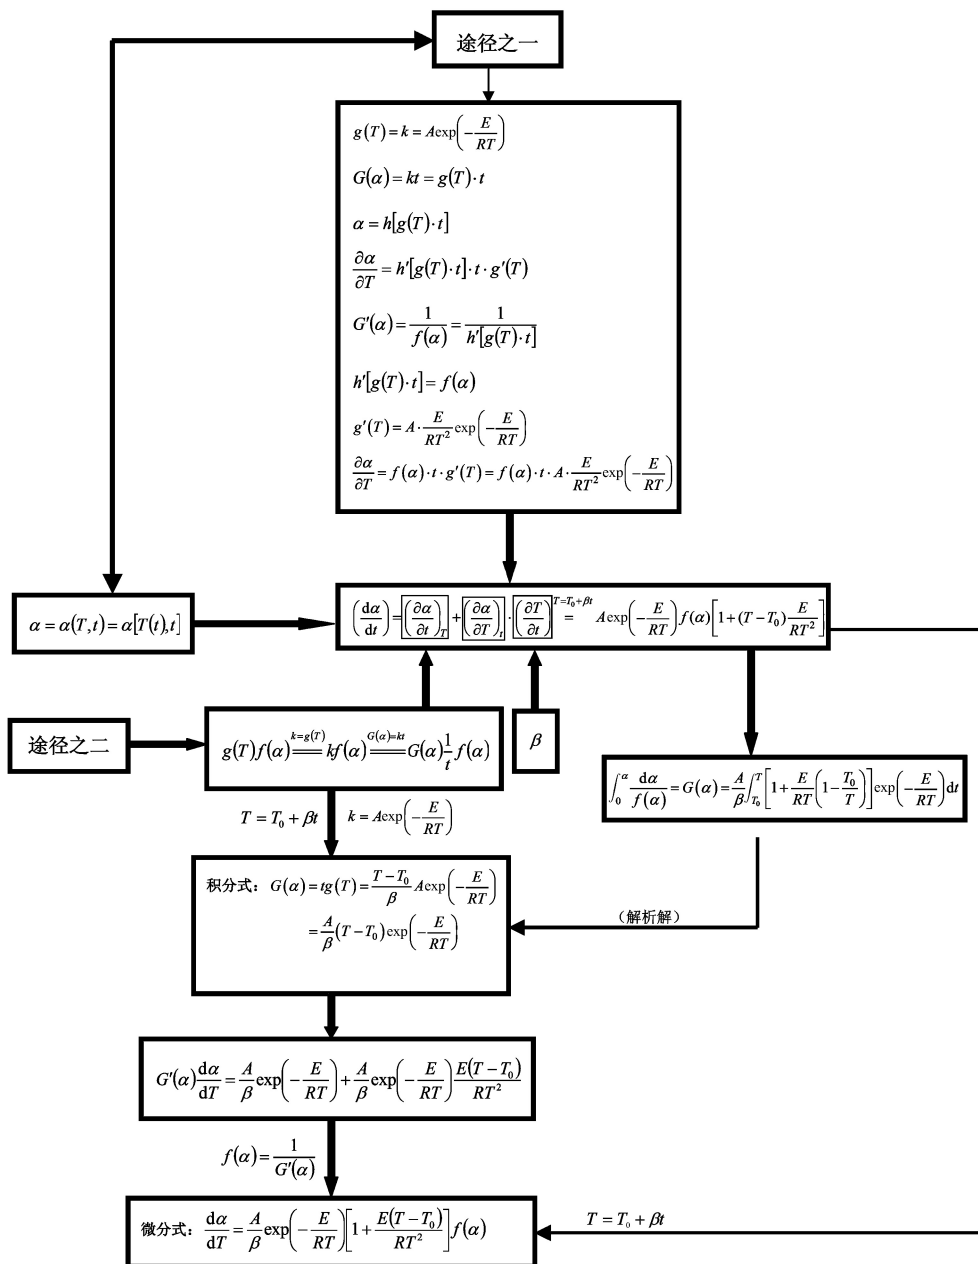 途径之一
g(T) = k = Aexp(−E/RT)
G(α) = kt = g(T)·t
α = h[g(T)·t]
∂α/∂T = h′[g(T)·t]·t·g′(T)
G′(α) = 1/f(α) = 1/h′[g(T)·t]
h′[g(T)·t] = f(α)
g′(T) = A·E/RT² exp(−E/RT)
∂α/∂T = f(α)·t·g′(T) = f(α)·t·A·E/RT² exp(−E/RT)
α = α(T,t) = α[T(t),t]
(dα/dt) = (∂α/∂t)_T + (∂α/∂T)_t · (∂T/∂t) =^{T=T₀+βt} Aexp(−E/RT) f(α)[1+(T−T₀)E/RT²]
途径之二
g(T)f(α) =^{k=g(T)} kf(α) =^{G(α)=kt} G(α)1/t f(α)
β
∫₀^α dα/f(α) = G(α) = A/β ∫_{T₀}^T [1+E/RT(1−T₀/T)]exp(−E/RT)dt
T = T₀ + βt k = Aexp(−E/RT)
积分式：G(α) = tg(T) = (T−T₀)/β Aexp(−E/RT)
= A/β(T−T₀)exp(−E/RT)
（解析解）
G′(α)dα/dT = A/β exp(−E/RT) + A/β exp(−E/RT) E(T−T₀)/RT²
f(α) = 1/G′(α)
微分式：dα/dT = A/β exp(−E/RT)[1+E(T−T₀)/RT²]f(α)
T = T₀ + βt